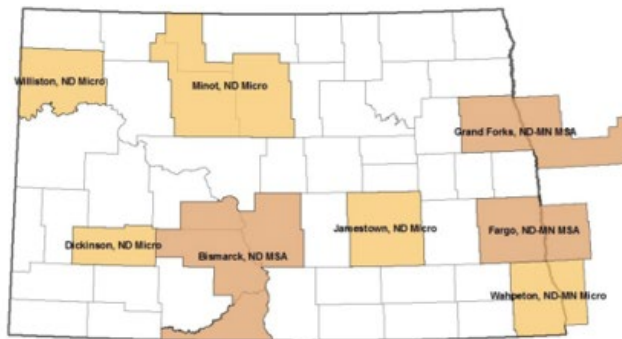 Williston, ND Micro
Minot, ND Micro
Grand Forks, ND-MN MSA
Jamestown, ND Micro
Fargo, ND-MN MSA
Dickinson, ND Micro
Bismarck, ND MSA
Wahpeton, ND-MN Micro